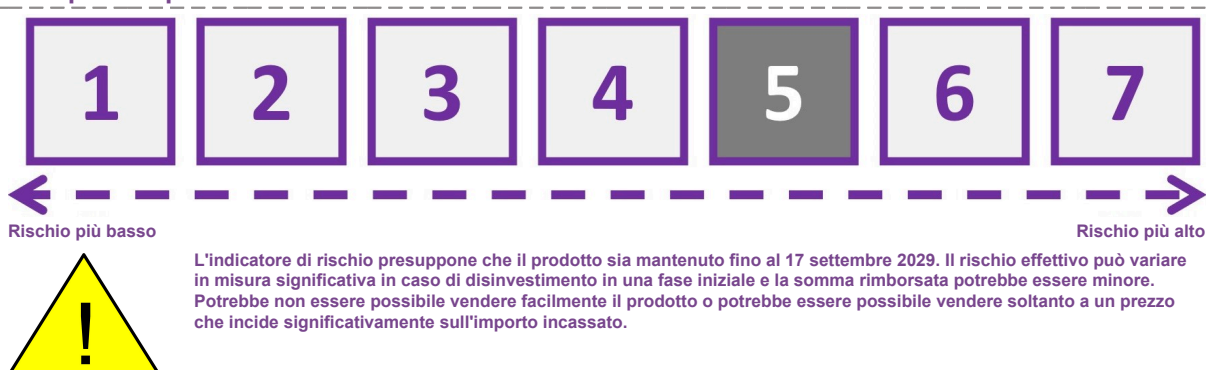 1 2 3 4 5 6 7
Rischio più basso Rischio più alto
!
L'indicatore di rischio presuppone che il prodotto sia mantenuto fino al 17 settembre 2029. Il rischio effettivo può variare
in misura significativa in caso di disinvestimento in una fase iniziale e la somma rimborsata potrebbe essere minore.
Potrebbe non essere possibile vendere facilmente il prodotto o potrebbe essere possibile vendere soltanto a un prezzo
che incide significativamente sull'importo incassato.